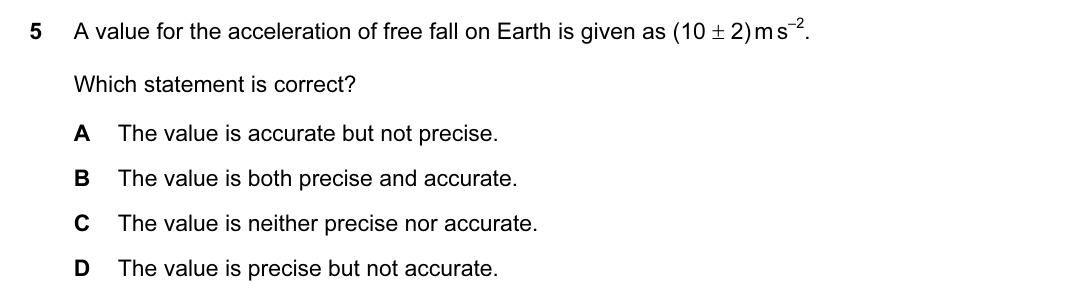 5 A value for the acceleration of free fall on Earth is given as (10 ± 2) m s⁻².
Which statement is correct?
A The value is accurate but not precise.
B The value is both precise and accurate.
C The value is neither precise nor accurate.
D The value is precise but not accurate.